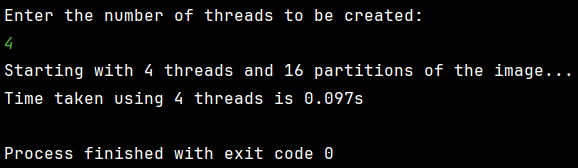 Enter the number of threads to be created:
4
Starting with 4 threads and 16 partitions of the image...
Time taken using 4 threads is 0.097s
Process finished with exit code 0